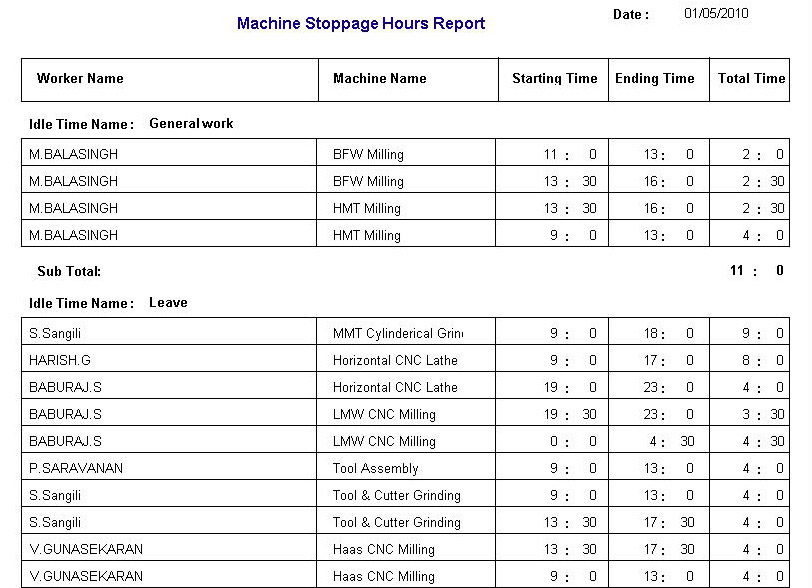 Machine Stoppage Hours Report Date : 01/05/2010
Worker Name Machine Name Starting Time Ending Time Total Time
Idle Time Name : General work
M.BALASINGH BFW Milling 11 : 0 13 : 0 2 : 0
M.BALASINGH BFW Milling 13 : 30 16 : 0 2 : 30
M.BALASINGH HMT Milling 13 : 30 16 : 0 2 : 30
M.BALASINGH HMT Milling 9 : 0 13 : 0 4 : 0
Sub Total: 11 : 0
Idle Time Name : Leave
S.Sangili MMT Cylinderical Grin 9 : 0 18 : 0 9 : 0
HARISH.G Horizontal CNC Lathe 9 : 0 17 : 0 8 : 0
BABURAJ.S Horizontal CNC Lathe 19 : 0 23 : 0 4 : 0
BABURAJ.S LMW CNC Milling 19 : 30 23 : 0 3 : 30
BABURAJ.S LMW CNC Milling 0 : 0 4 : 30 4 : 30
P.SARAVANAN Tool Assembly 9 : 0 13 : 0 4 : 0
S.Sangili Tool & Cutter Grinding 9 : 0 13 : 0 4 : 0
S.Sangili Tool & Cutter Grinding 13 : 30 17 : 30 4 : 0
V.GUNASEKARAN Haas CNC Milling 13 : 30 17 : 30 4 : 0
V.GUNASEKARAN Haas CNC Milling 9 : 0 13 : 0 4 : 0